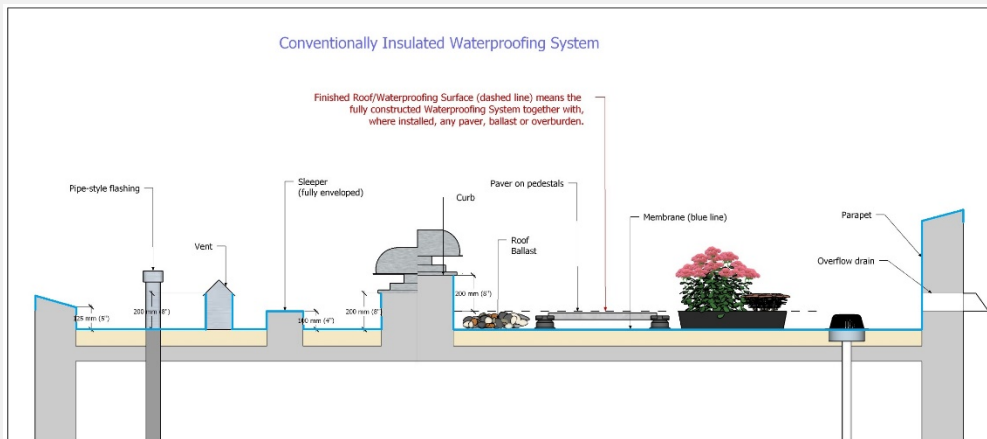 Conventionally Insulated Waterproofing System
Finished Roof/Waterproofing Surface (dashed line) means the
fully constructed Waterproofing System together with,
where installed, any paver, ballast or overburden.
Pipe-style flashing
Sleeper
(fully enveloped)
Curb
Paver on pedestals
Membrane (blue line)
Parapet
Vent
Roof
Ballast
Overflow drain
125 mm (5")
200 mm (8")
100 mm (4")
200 mm (8")
200 mm (8")